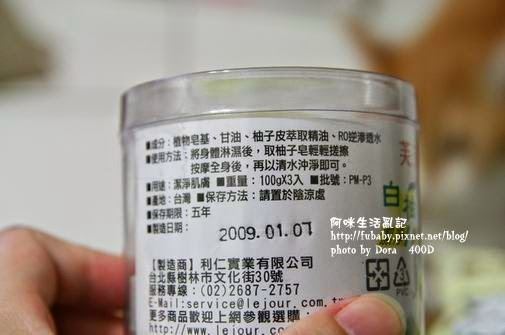 ■成分：植物皂基、甘油、柚子皮萃取精油、RO逆滲透水
■使用方法：將身體淋濕後，取柚子皂輕輕搓擦
按摩全身後，再以清水沖淨即可。
■用途：潔淨肌膚 ■重量：100gX3入 ■批號：PM-P3
■產地：台灣 ■保存方法：請置於陰涼處
■保存期限：五年
■製造日期：
2009.01.07
【製造商】利仁實業有限公司
台北縣樹林市文化街30號
服務專線：(02)2687-2757
E-Mail:service@lejour.com.t
更多商品歡迎上網參觀選購
http://www.lejour.com
白
PVC
阿咪生活亂記
http://fubaby.pixnet.net/blog/
photo by Dora 400D